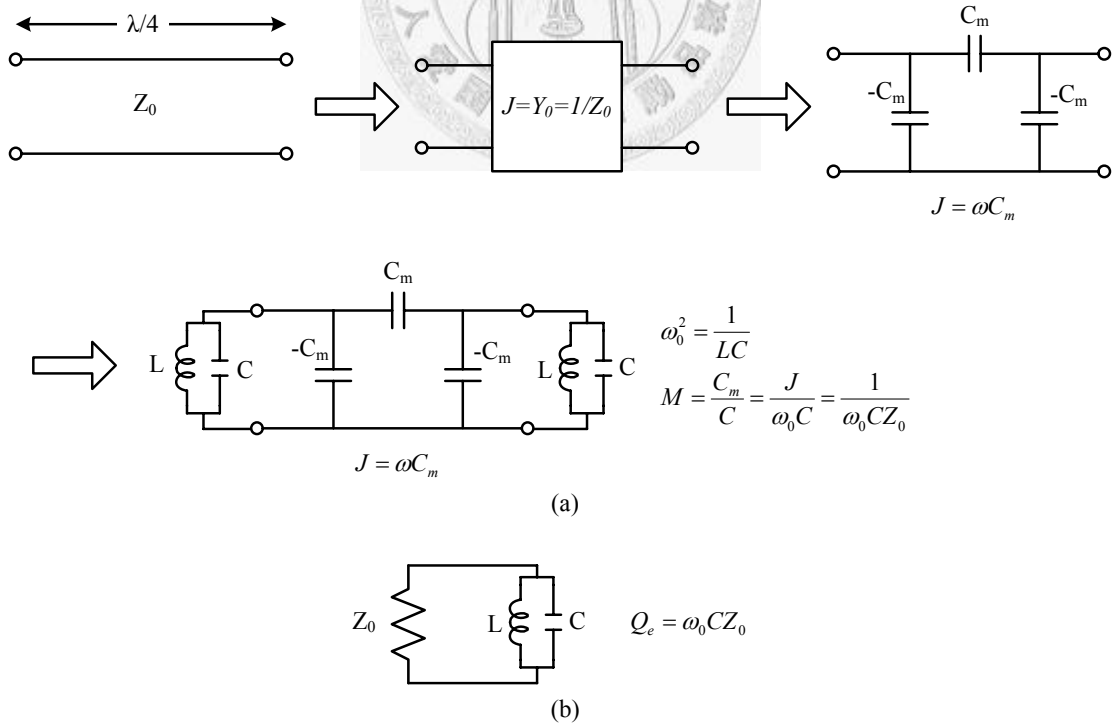 λ/4
Z₀
J=Y₀=1/Z₀
Cₘ
-Cₘ
-Cₘ
J = ωCₘ
Cₘ
-Cₘ
-Cₘ
L
C
L
C
ω₀² = 1/LC
M = Cₘ/C = J/ω₀C = 1/ω₀CZ₀
J = ωCₘ
(a)
Z₀
L
C
Qₑ = ω₀CZ₀
(b)